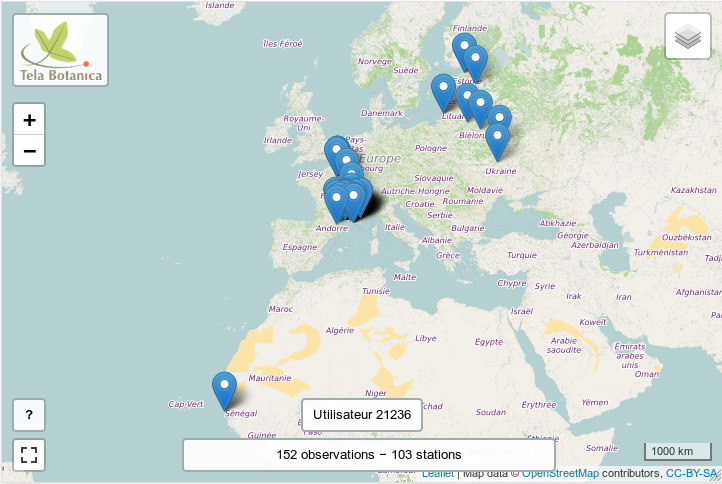 Tela Botanica
+
−
?
Îles Féroé
Islande
Finlande
Norvège
Suède
Estonie
Danemark
Lituanie
Royaume-
Uni
Irlande
Pays-
Bas
Europe
Pologne
Biélorussie
Jersey
Ukraine
Slovaquie
Autriche
Hongrie
Moldavie
Croatie
Roumanie
Kazakhstan
Serbie
Andorre
Italie
Bulgarie
Abkhazie
Ouzbékistan
Géorgie
Espagne
Albanie
Azerbaïdjan
Turkménistan
Grèce
Turquie
Malte
Chypre
Syrie
Afghanistan
Tunisie
Irak
Iran
Maroc
Israël
Koweït
Algérie
Libye
Égypte
Arabie
saoudite
Émirats
arabes
unis
Oman
Mauritanie
Cap-Vert
Niger
Tchad
Soudan
Érythrée
Yémen
Sénégal
Guinée
Éthiopie
Somalie
Utilisateur 21236
152 observations − 103 stations
1000 km
Leaflet | Map data © OpenStreetMap contributors, CC-BY-SA